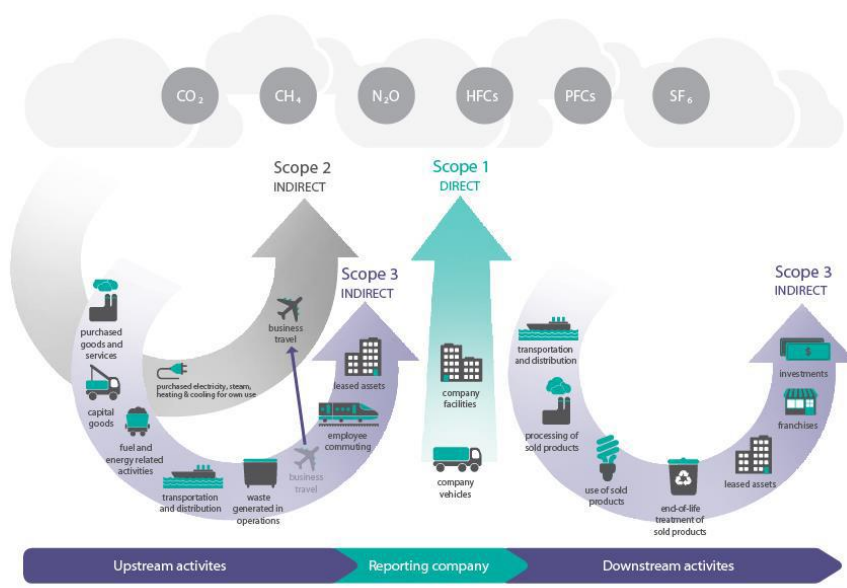 CO2
CH4
N2O
HFCs
PFCs
SF6
Scope 2
INDIRECT
Scope 1
DIRECT
Scope 3
INDIRECT
Scope 3
INDIRECT
purchased
goods and
services
capital
goods
fuel and
energy related
activities
purchased electricity, steam,
heating & cooling for own use
business
travel
transportation
and distribution
waste
generated in
operations
business
travel
employee
commuting
leased assets
company
facilities
company
vehicles
transportation
and distribution
processing of
sold products
use of sold
products
end-of-life
treatment of
sold products
leased assets
franchises
investments
$
Upstream activites
Reporting company
Downstream activites